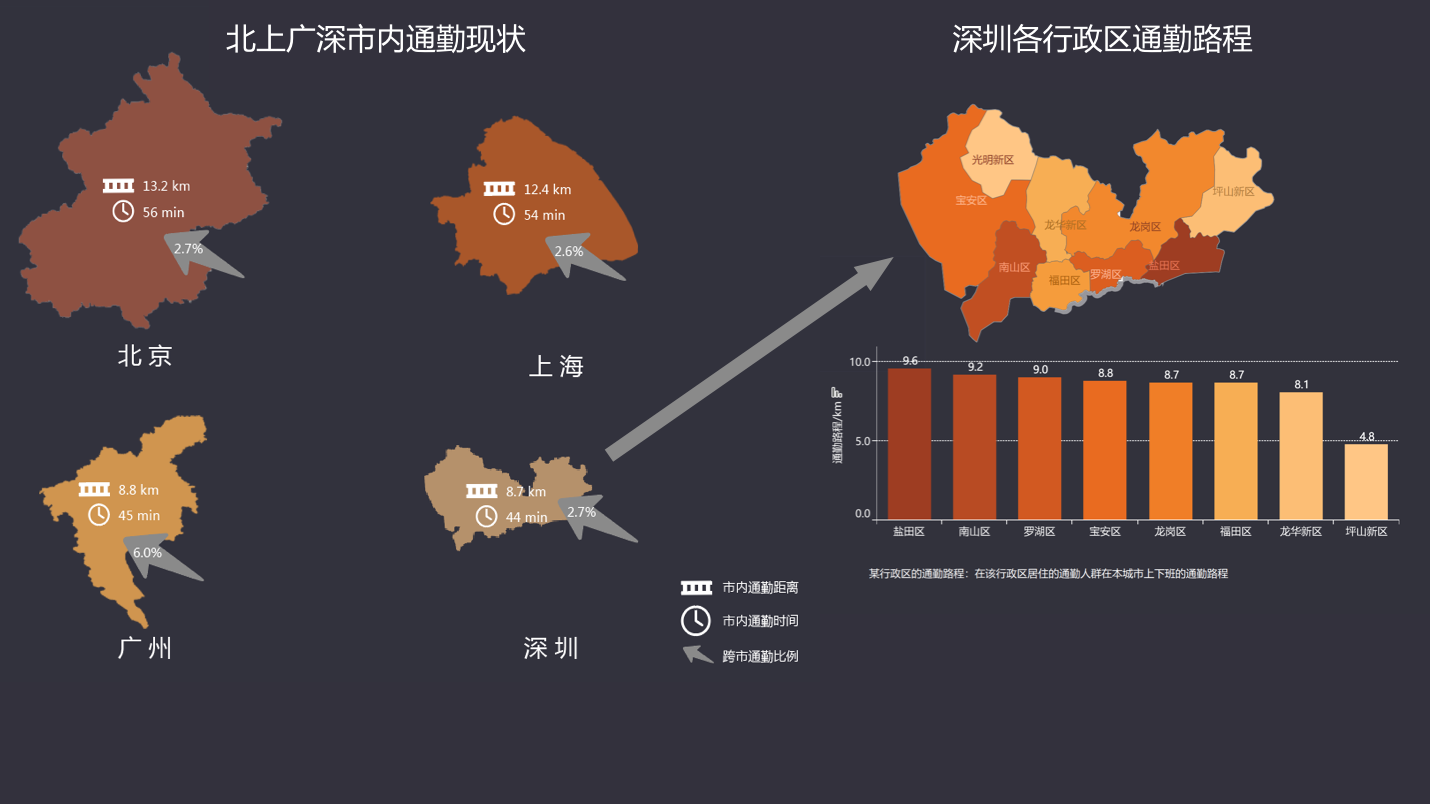 北上广深市内通勤现状
13.2 km
56 min
2.7%
北京
12.4 km
54 min
2.6%
上海
8.8 km
45 min
6.0%
广州
8.7 km
44 min
2.7%
深圳
市内通勤距离
市内通勤时间
跨市通勤比例
深圳各行政区通勤路程
光明新区
宝安区
坪山新区
龙华新区
龙岗区
南山区
福田区
罗湖区
盐田区
通勤路程/km
10.0
5.0
0.0
9.6
9.2
9.0
8.8
8.7
8.7
8.1
4.8
盐田区
南山区
罗湖区
宝安区
龙岗区
福田区
龙华新区
坪山新区
某行政区的通勤路程：在该行政区居住的通勤人群在本城市上下班的通勤路程